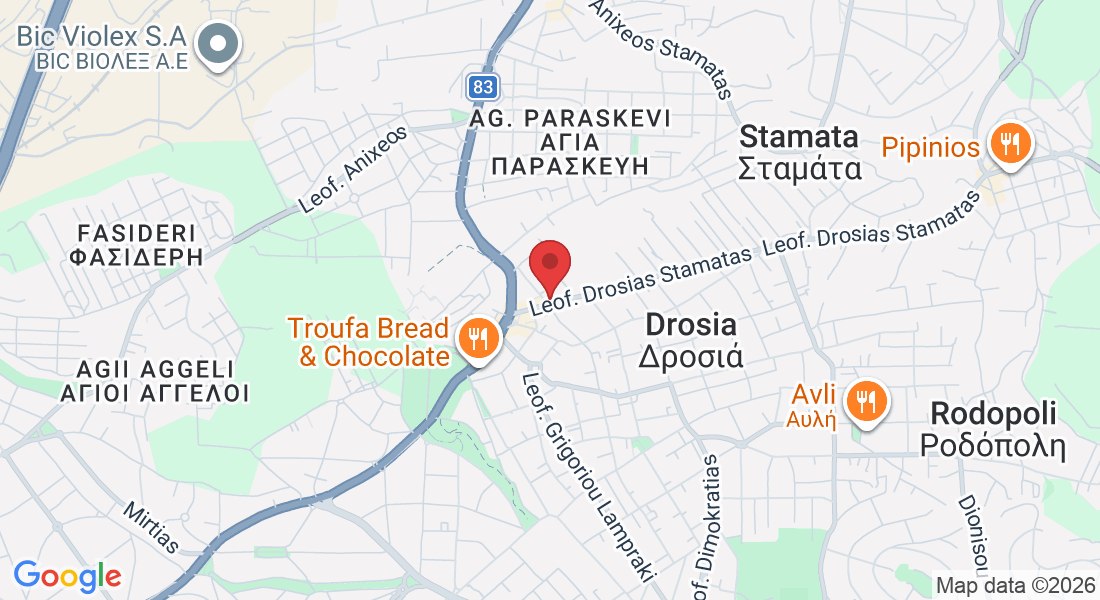 Bic Violex S.A
BIC ΒΙΟΛΕΞ Α.Ε
Anixeos Stamatas
83
AG. PARASKEVI
ΑΓΙΑ
ΠΑΡΑΣΚΕΥΗ
Stamata
Σταμάτα
Pipinios
Leof. Anixeos
FASIDERI
ΦΑΣΙΔΕΡΗ
Leof. Drosias Stamatas
Leof. Drosias Stamatas
Troufa Bread
& Chocolate
Drosia
Δροσιά
AGII AGGELI
ΑΓΙΟΙ ΑΓΓΕΛΟΙ
Avli
Αυλή
Rodopoli
Ροδόπολη
Leof. Grigoriou Lampraki
of. Dimokratias
Dionisou
Mirtias
Google
Map data ©2026